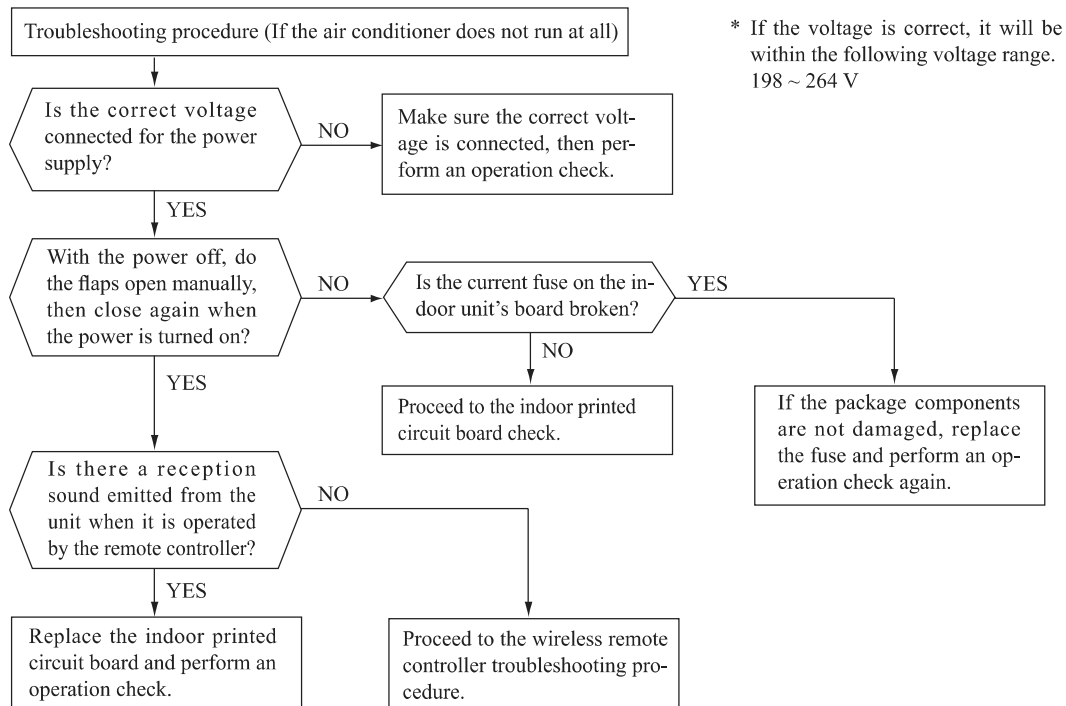 Troubleshooting procedure (If the air conditioner does not run at all)
* If the voltage is correct, it will be
within the following voltage range.
198 ~ 264 V
Is the correct voltage
connected for the power
supply?
NO
Make sure the correct volt-
age is connected, then per-
form an operation check.
YES
With the power off, do
the flaps open manually,
then close again when
the power is turned on?
NO
Is the current fuse on the in-
door unit's board broken?
YES
NO
YES
Proceed to the indoor printed
circuit board check.
If the package components
are not damaged, replace
the fuse and perform an op-
eration check again.
Is there a reception
sound emitted from the
unit when it is operated
by the remote controller?
NO
YES
Replace the indoor printed
circuit board and perform an
operation check.
Proceed to the wireless remote
controller troubleshooting pro-
cedure.